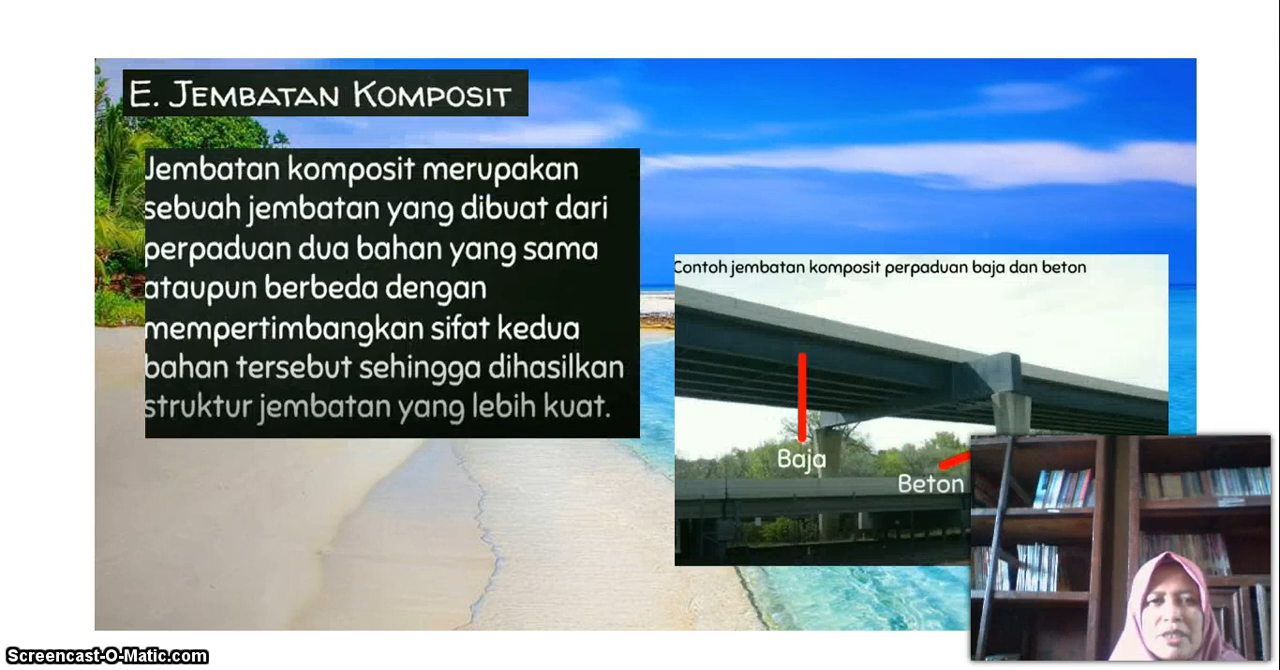 E. Jembatan Komposit
Jembatan komposit merupakan
sebuah jembatan yang dibuat dari
perpaduan dua bahan yang sama
ataupun berbeda dengan
mempertimbangkan sifat kedua
bahan tersebut sehingga dihasilkan
struktur jembatan yang lebih kuat.
Contoh jembatan komposit perpaduan baja dan beton
Baja
Beton
Screencast-O-Matic.com